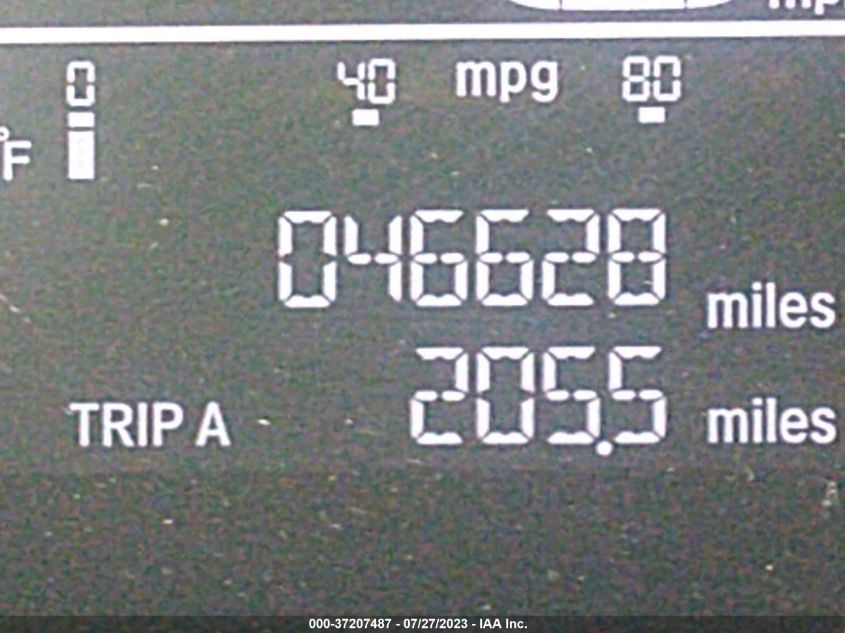 0 40 mpg 80
°F
046628 miles
TRIP A 205.5 miles
000-37207487 - 07/27/2023 - IAA Inc.